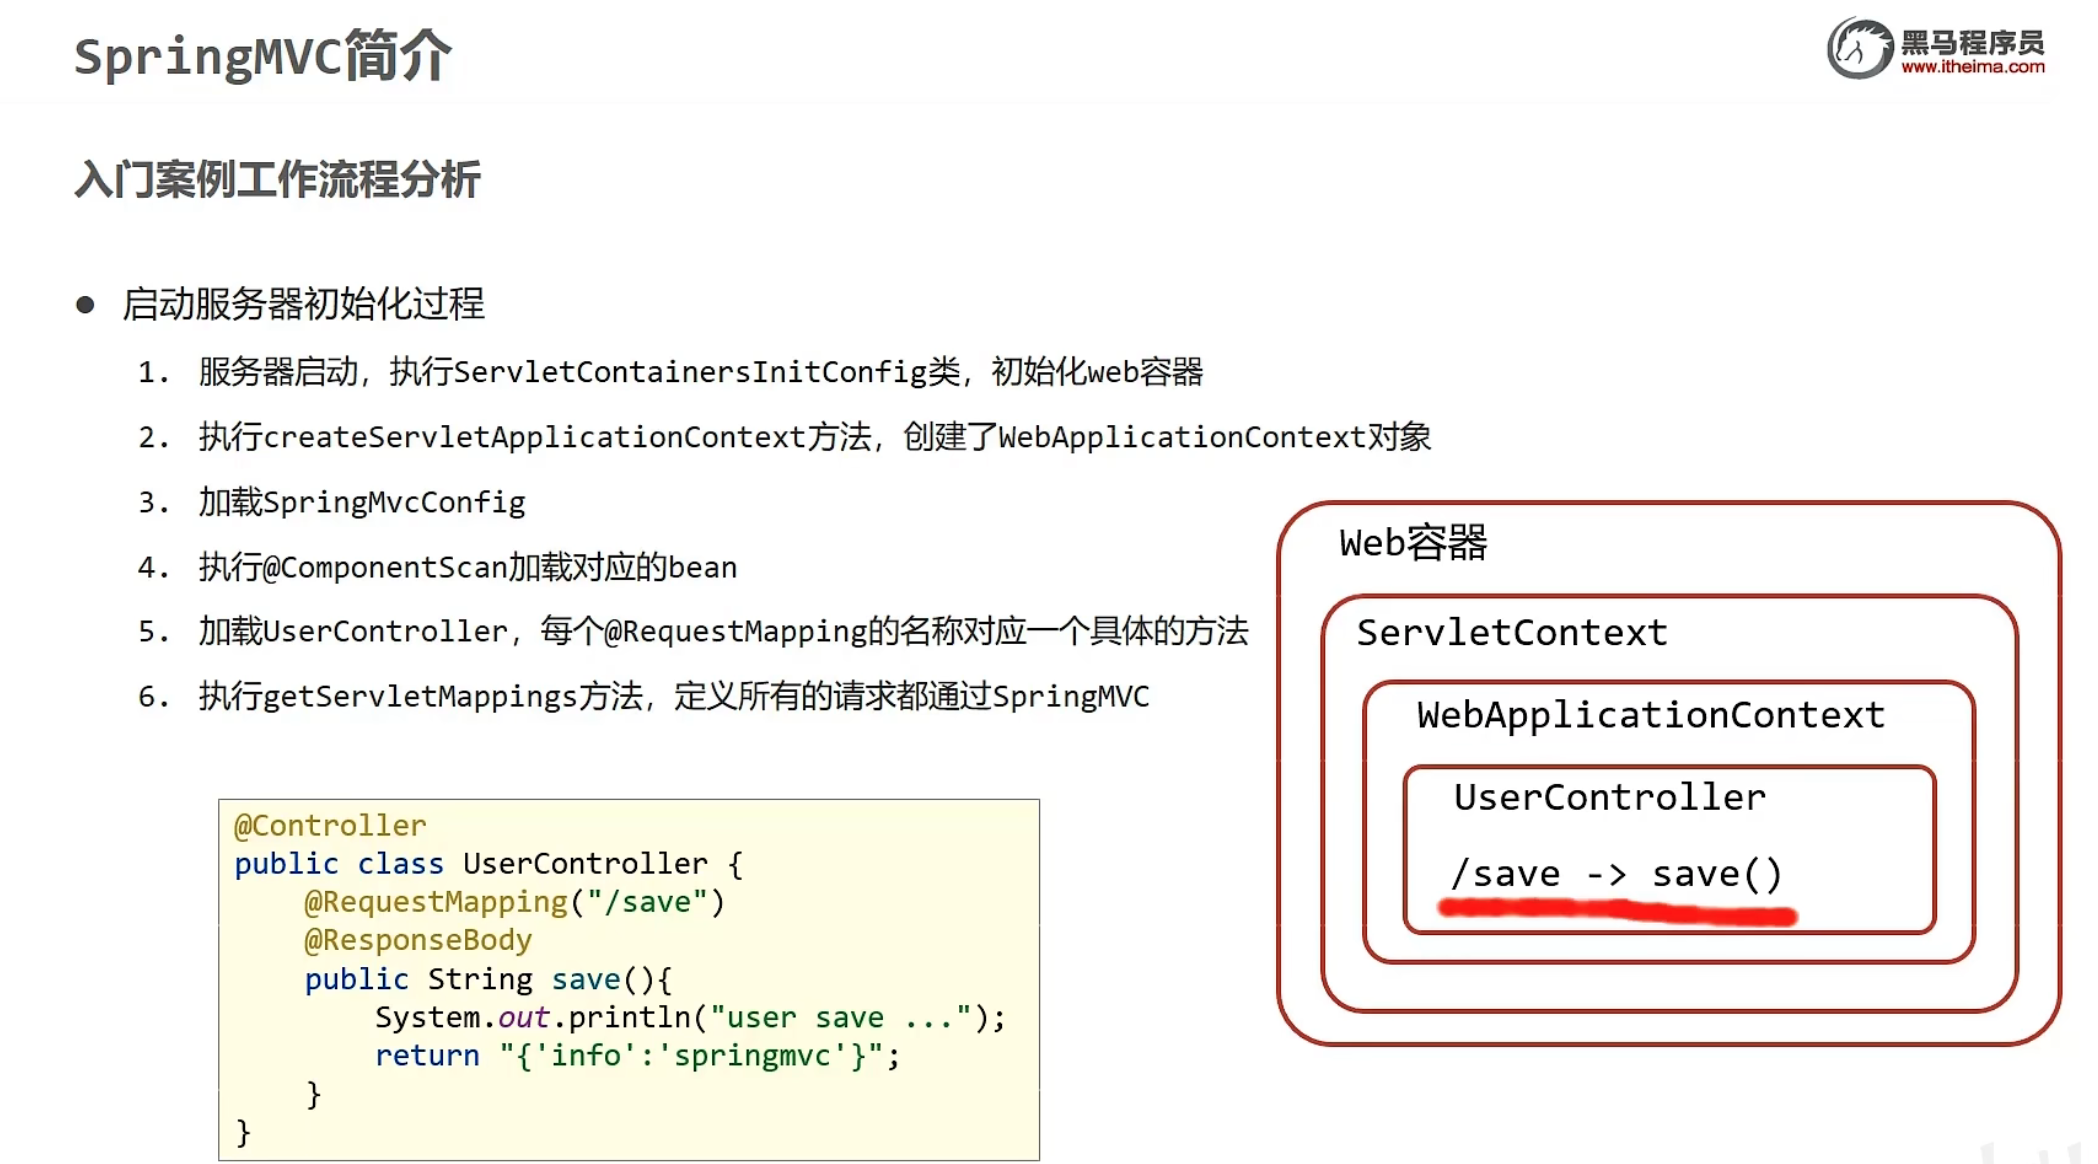 SpringMVC简介
黑马程序员
www.itheima.com
入门案例工作流程分析
● 启动服务器初始化过程
1. 服务器启动，执行ServletContainersInitConfig类，初始化web容器
2. 执行createServletApplicationContext方法，创建了WebApplicationContext对象
3. 加载SpringMvcConfig
4. 执行@ComponentScan加载对应的bean
5. 加载UserController，每个@RequestMapping的名称对应一个具体的方法
6. 执行getServletMappings方法，定义所有的请求都通过SpringMVC
@Controller
public class UserController {
    @RequestMapping("/save")
    @ResponseBody
    public String save(){
        System.out.println("user save ...");
        return "{'info':'springmvc'}";
    }
}
Web容器
ServletContext
WebApplicationContext
UserController
/save -> save()